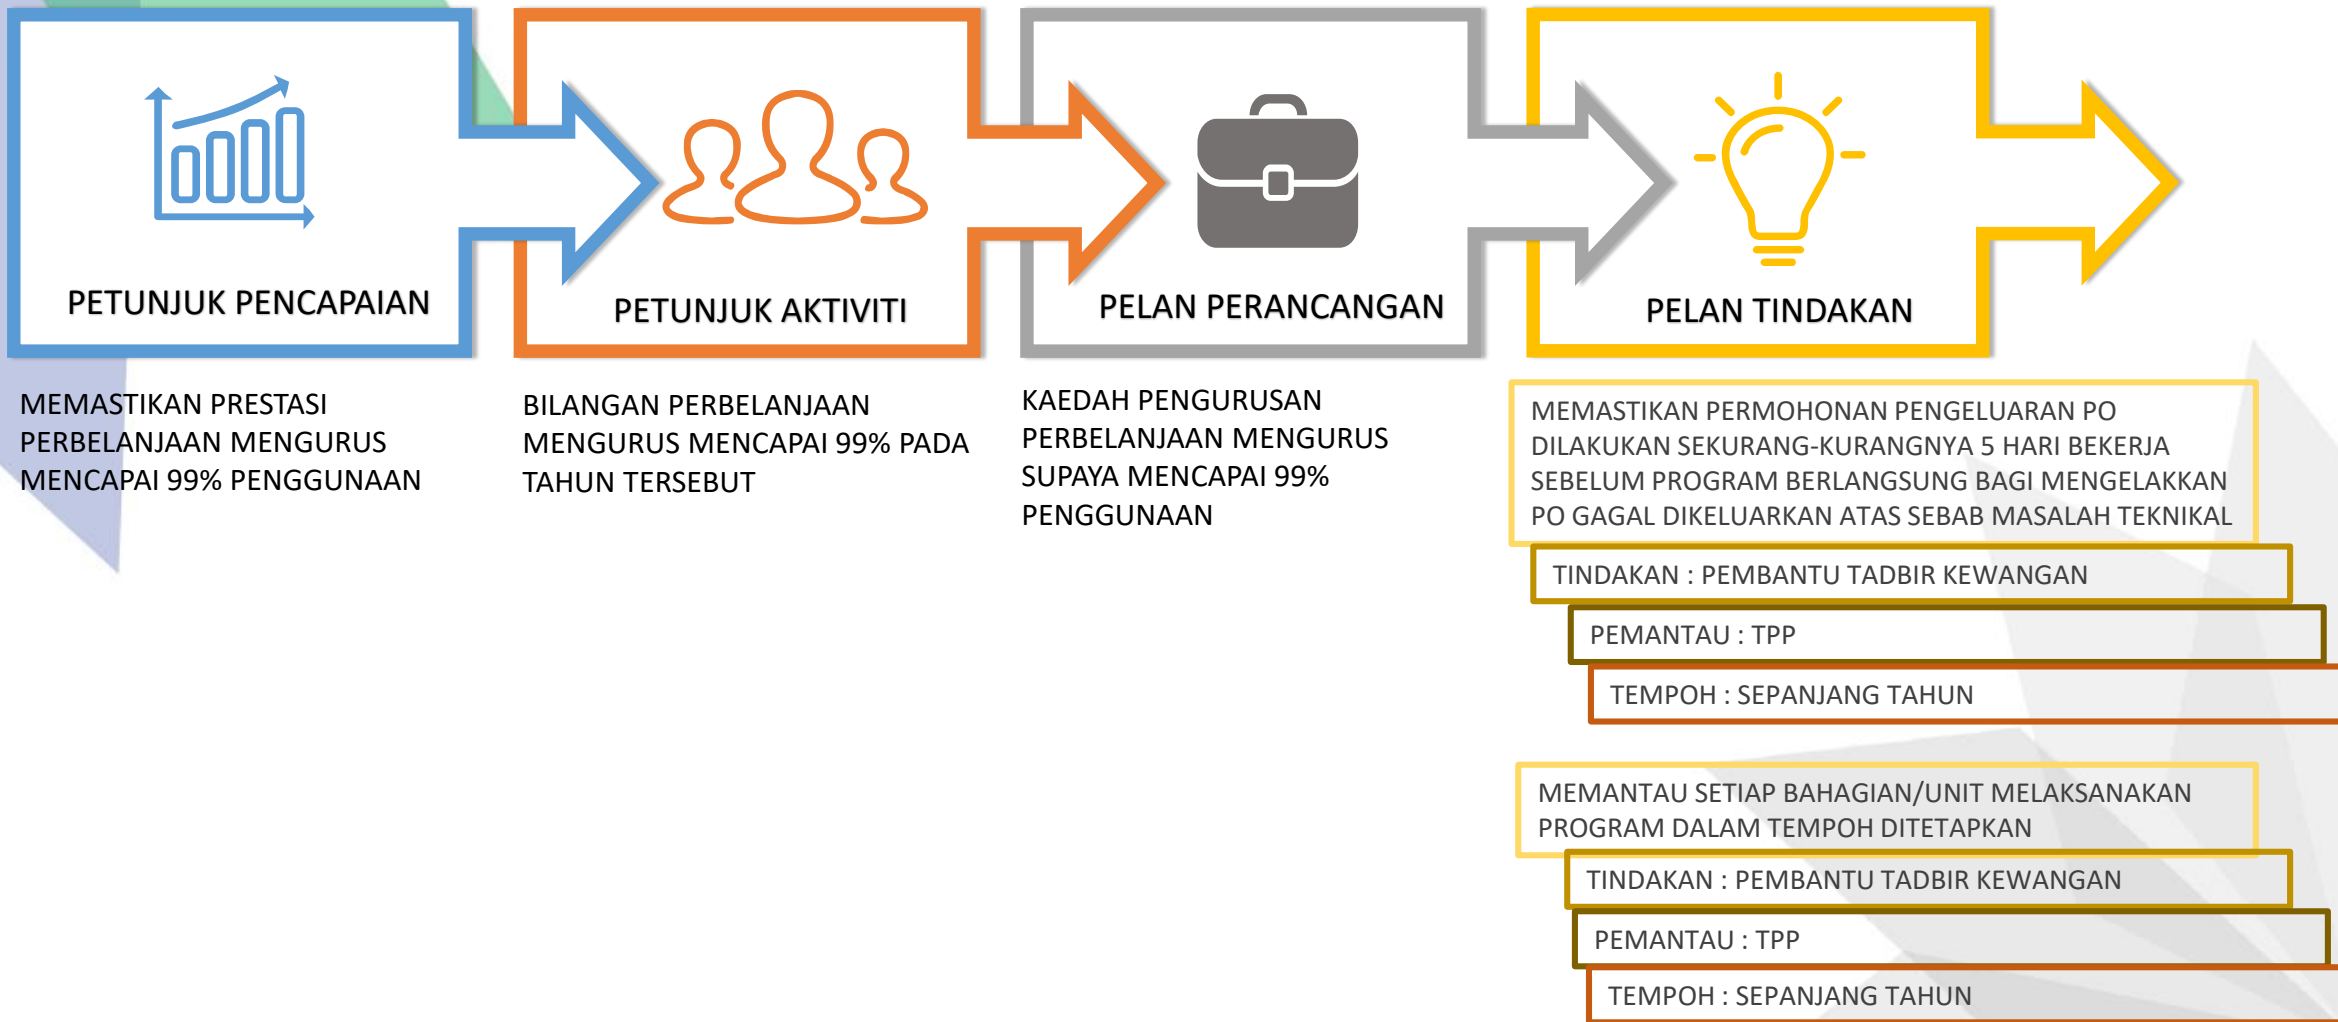 PETUNJUK PENCAPAIAN
MEMASTIKAN PRESTASI
PERBELANJAAN MENGURUS
MENCAPAI 99% PENGGUNAAN
PETUNJUK AKTIVITI
BILANGAN PERBELANJAAN
MENGURUS MENCAPAI 99% PADA
TAHUN TERSEBUT
PELAN PERANCANGAN
KAEDAH PENGURUSAN
PERBELANJAAN MENGURUS
SUPAYA MENCAPAI 99%
PENGGUNAAN
PELAN TINDAKAN
MEMASTIKAN PERMOHONAN PENGELUARAN PO
DILAKUKAN SEKURANG-KURANGNYA 5 HARI BEKERJA
SEBELUM PROGRAM BERLANGSUNG BAGI MENGELAKKAN
PO GAGAL DIKELUARKAN ATAS SEBAB MASALAH TEKNIKAL
TINDAKAN : PEMBANTU TADBIR KEWANGAN
PEMANTAU : TPP
TEMPOH : SEPANJANG TAHUN
MEMANTAU SETIAP BAHAGIAN/UNIT MELAKSANAKAN
PROGRAM DALAM TEMPOH DITETAPKAN
TINDAKAN : PEMBANTU TADBIR KEWANGAN
PEMANTAU : TPP
TEMPOH : SEPANJANG TAHUN